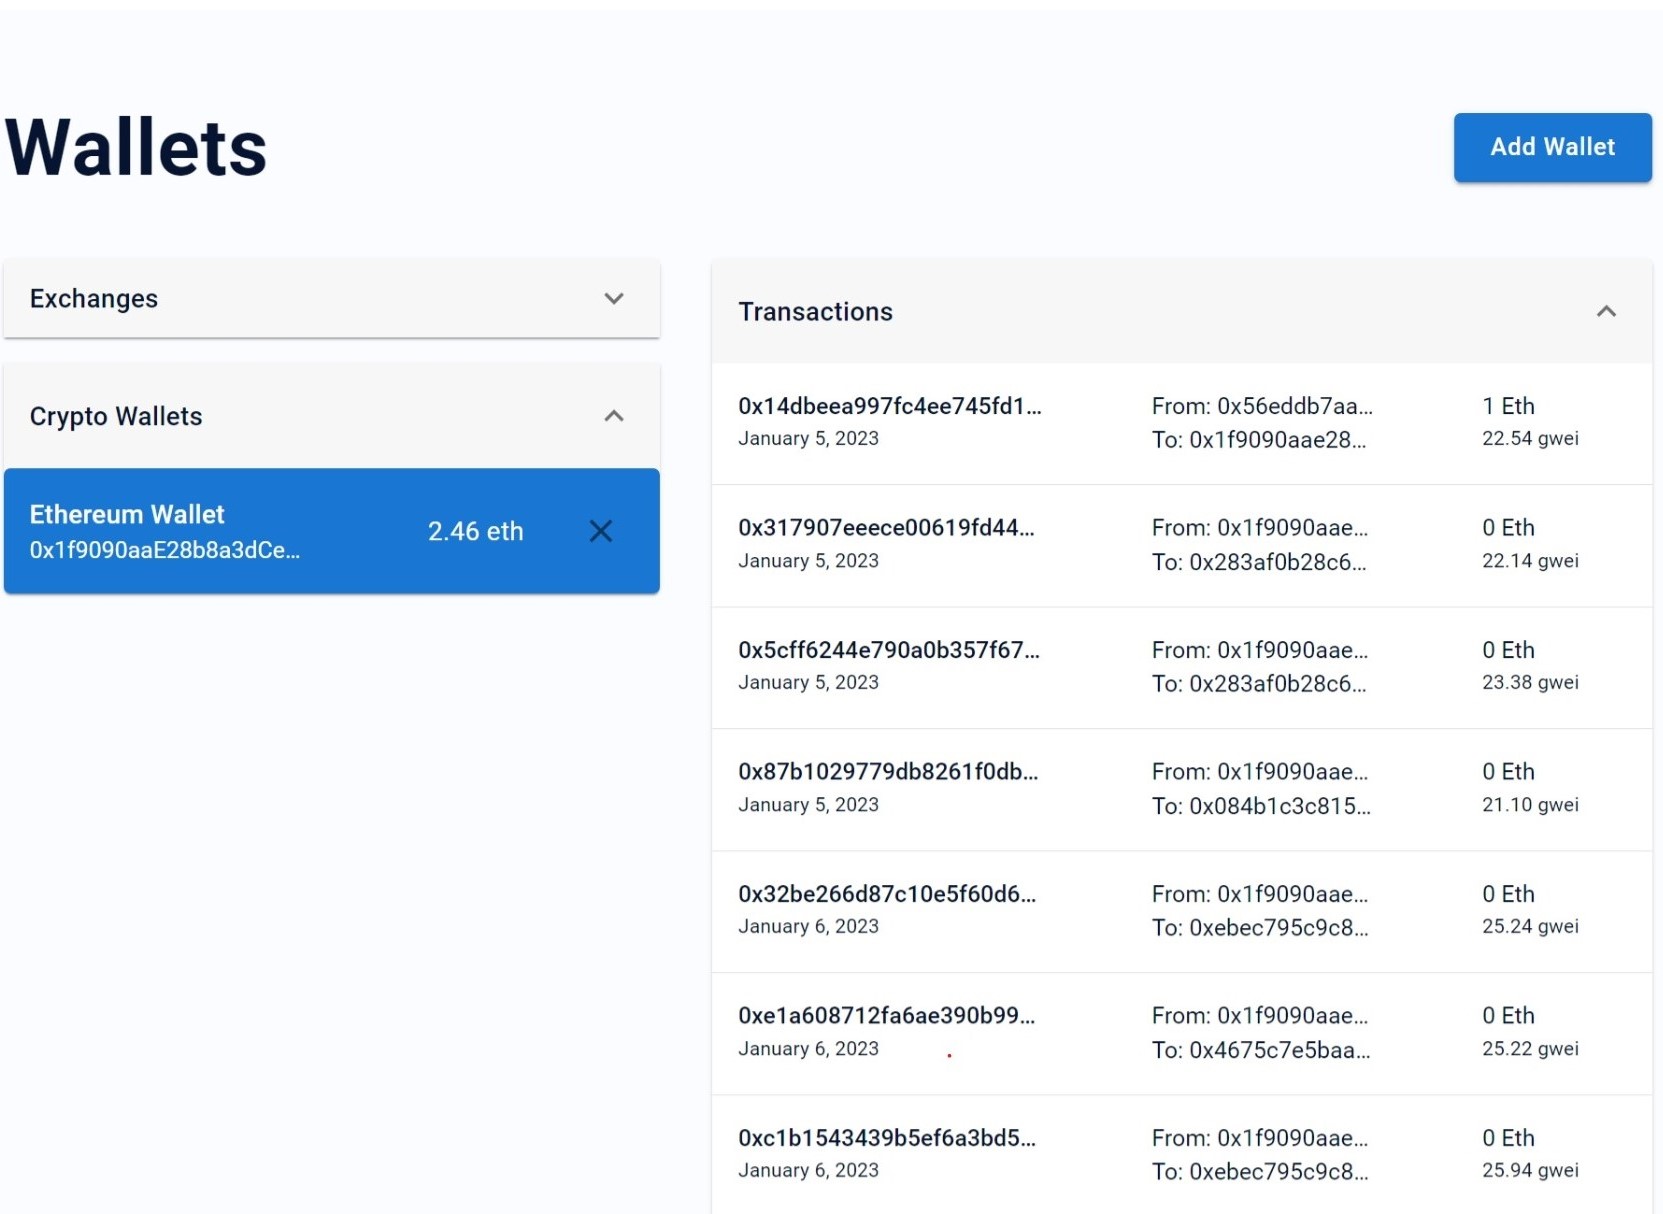 Wallets
Add Wallet
Exchanges
Crypto Wallets
Ethereum Wallet
0x1f9090aaE28b8a3dCe...
2.46 eth
Transactions
0x14dbeea997fc4ee745fd1...
January 5, 2023
From: 0x56eddb7aa...
To: 0x1f9090aae28...
1 Eth
22.54 gwei
0x317907eeece00619fd44...
January 5, 2023
From: 0x1f9090aae...
To: 0x283af0b28c6...
0 Eth
22.14 gwei
0x5cff6244e790a0b357f67...
January 5, 2023
From: 0x1f9090aae...
To: 0x283af0b28c6...
0 Eth
23.38 gwei
0x87b1029779db8261f0db...
January 5, 2023
From: 0x1f9090aae...
To: 0x084b1c3c815...
0 Eth
21.10 gwei
0x32be266d87c10e5f60d6...
January 6, 2023
From: 0x1f9090aae...
To: 0xebec795c9c8...
0 Eth
25.24 gwei
0xe1a608712fa6ae390b99...
January 6, 2023
From: 0x1f9090aae...
To: 0x4675c7e5baa...
0 Eth
25.22 gwei
0xc1b1543439b5ef6a3bd5...
January 6, 2023
From: 0x1f9090aae...
To: 0xebec795c9c8...
0 Eth
25.94 gwei